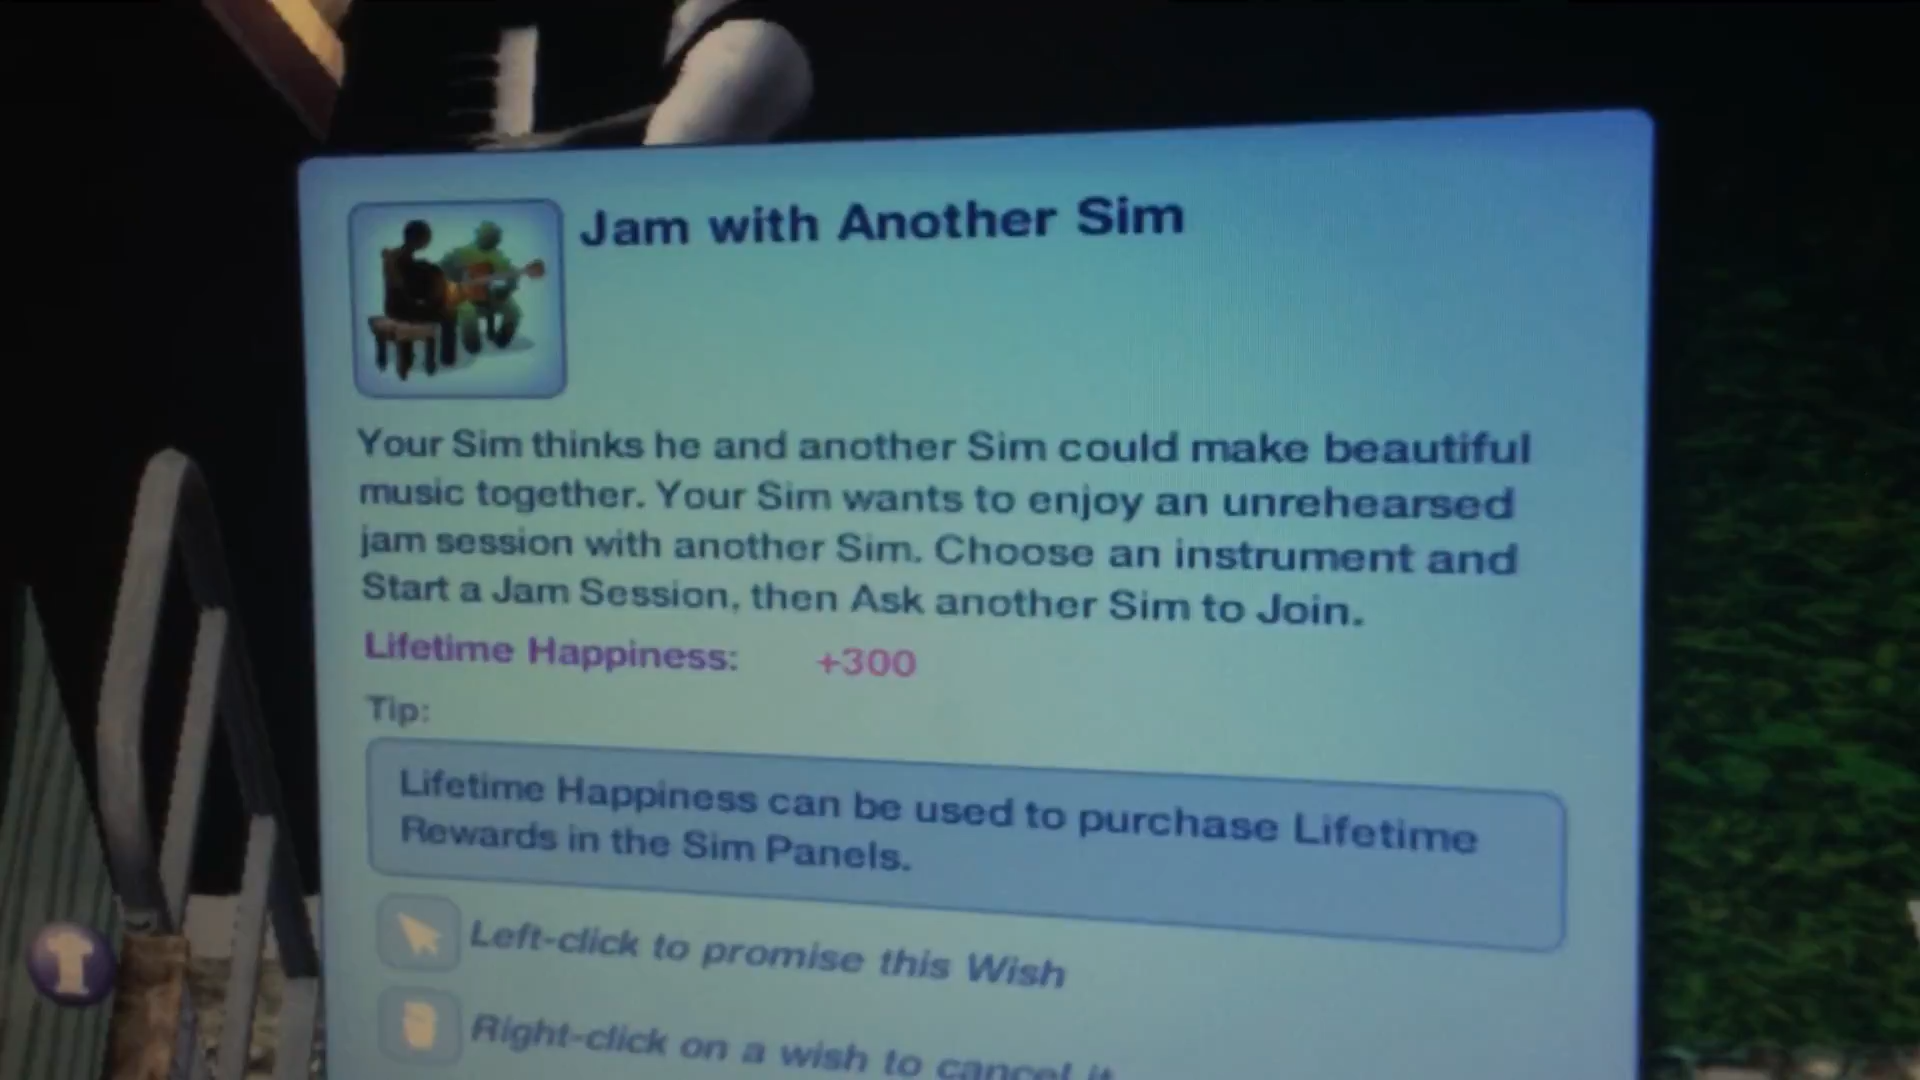 Jam with Another Sim
Your Sim thinks he and another Sim could make beautiful
music together. Your Sim wants to enjoy an unrehearsed
jam session with another Sim. Choose an instrument and
Start a Jam Session, then Ask another Sim to Join.
Lifetime Happiness: +300
Tip:
Lifetime Happiness can be used to purchase Lifetime
Rewards in the Sim Panels.
Left-click to promise this Wish
Right-click on a wish to cancel it